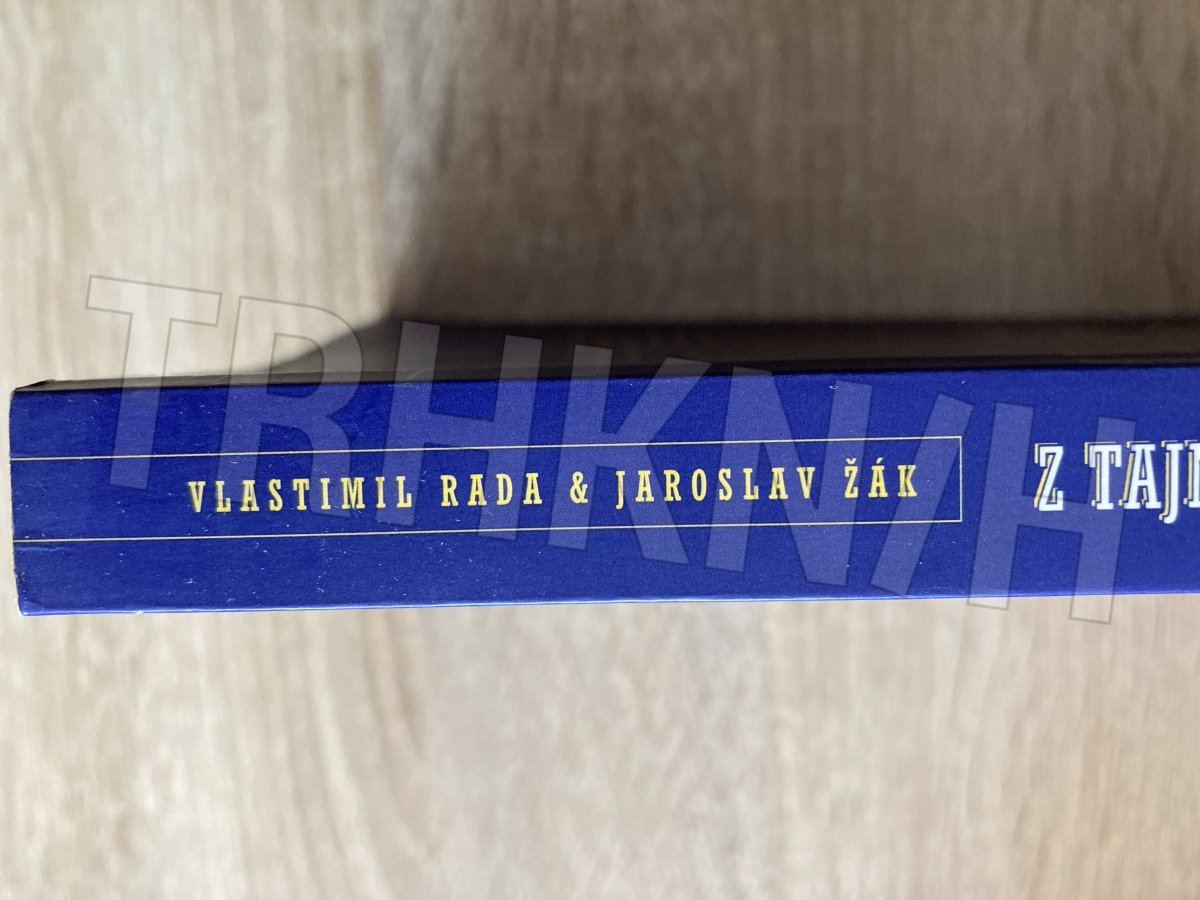 VLASTIMIL RADA & JAROSLAV ŽÁK
Z
TRHKNIH